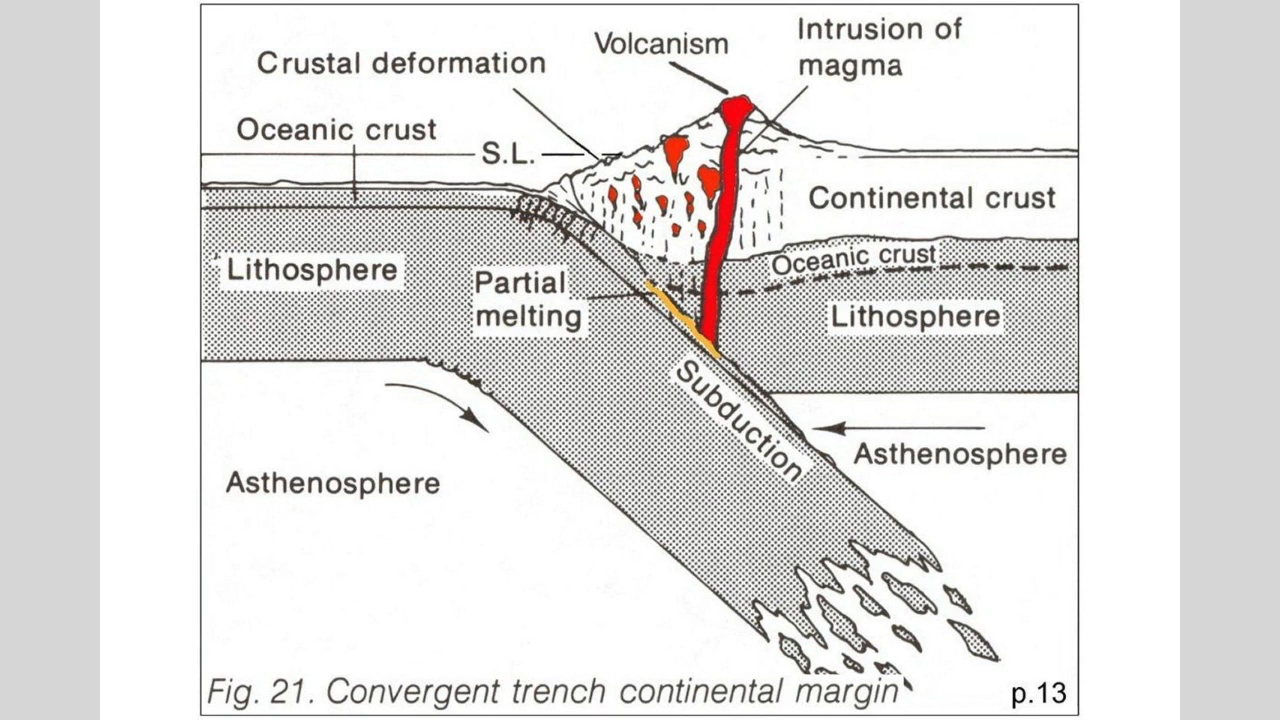 Volcanism
Intrusion of
magma
Crustal deformation
Oceanic crust
S.L.
Continental crust
Oceanic crust
Lithosphere
Partial
melting
Lithosphere
Subduction
Asthenosphere
Asthenosphere
Fig. 21. Convergent trench continental margin
p.13